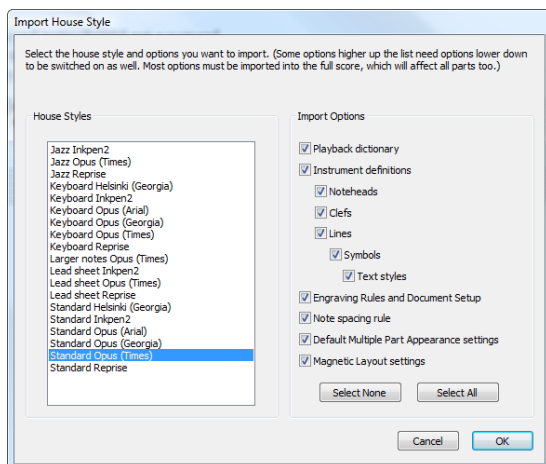 Import House Style
Select the house style and options you want to import. (Some options higher up the list need options lower down
to be switched on as well. Most options must be imported into the full score, which will affect all parts too.)
House Styles
Jazz Inkpen2
Jazz Opus (Times)
Jazz Reprise
Keyboard Helsinki (Georgia)
Keyboard Inkpen2
Keyboard Opus (Arial)
Keyboard Opus (Georgia)
Keyboard Opus (Times)
Keyboard Reprise
Larger notes Opus (Times)
Lead sheet Inkpen2
Lead sheet Opus (Times)
Lead sheet Reprise
Standard Helsinki (Georgia)
Standard Inkpen2
Standard Opus (Arial)
Standard Opus (Georgia)
Standard Opus (Times)
Standard Reprise
Import Options
Playback dictionary
Instrument definitions
Noteheads
Clefs
Lines
Symbols
Text styles
Engraving Rules and Document Setup
Note spacing rule
Default Multiple Part Appearance settings
Magnetic Layout settings
Select None
Select All
Cancel
OK